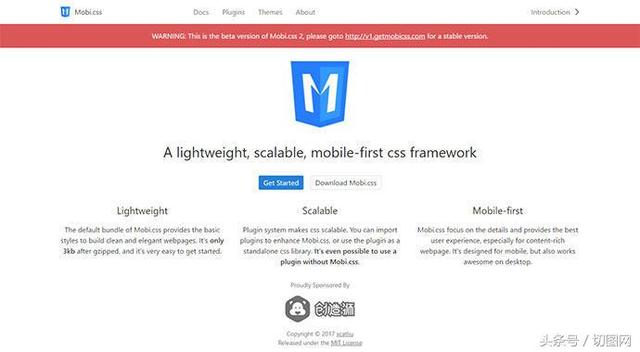 Mobi.css
Docs Plugins Themes About
Introduction
WARNING: This is the beta version of Mobi.css 2, please goto http://v1.getmobicss.com for a stable version.
M
A lightweight, scalable, mobile-first css framework
Get Started Download Mobi.css
Lightweight
The default bundle of Mobi.css provides the basic
styles to build clean and elegant webpages. It's only
3kb after gzipped, and it's very easy to get started.
Scalable
Plugin system makes css scalable. You can import
plugins to enhance Mobi.css, or use the plugin as a
standalone css library. It's even possible to use a
plugin without Mobi.css.
Mobile-first
Mobi.css focus on the details and provides the best
user experience, especially for content-rich
webpage. It's designed for mobile, but also works
awesome on desktop.
Proudly Sponsored By
创造狮
Copyright © 2017 xcatliu
Released under the MIT License
头条号 / 切图网